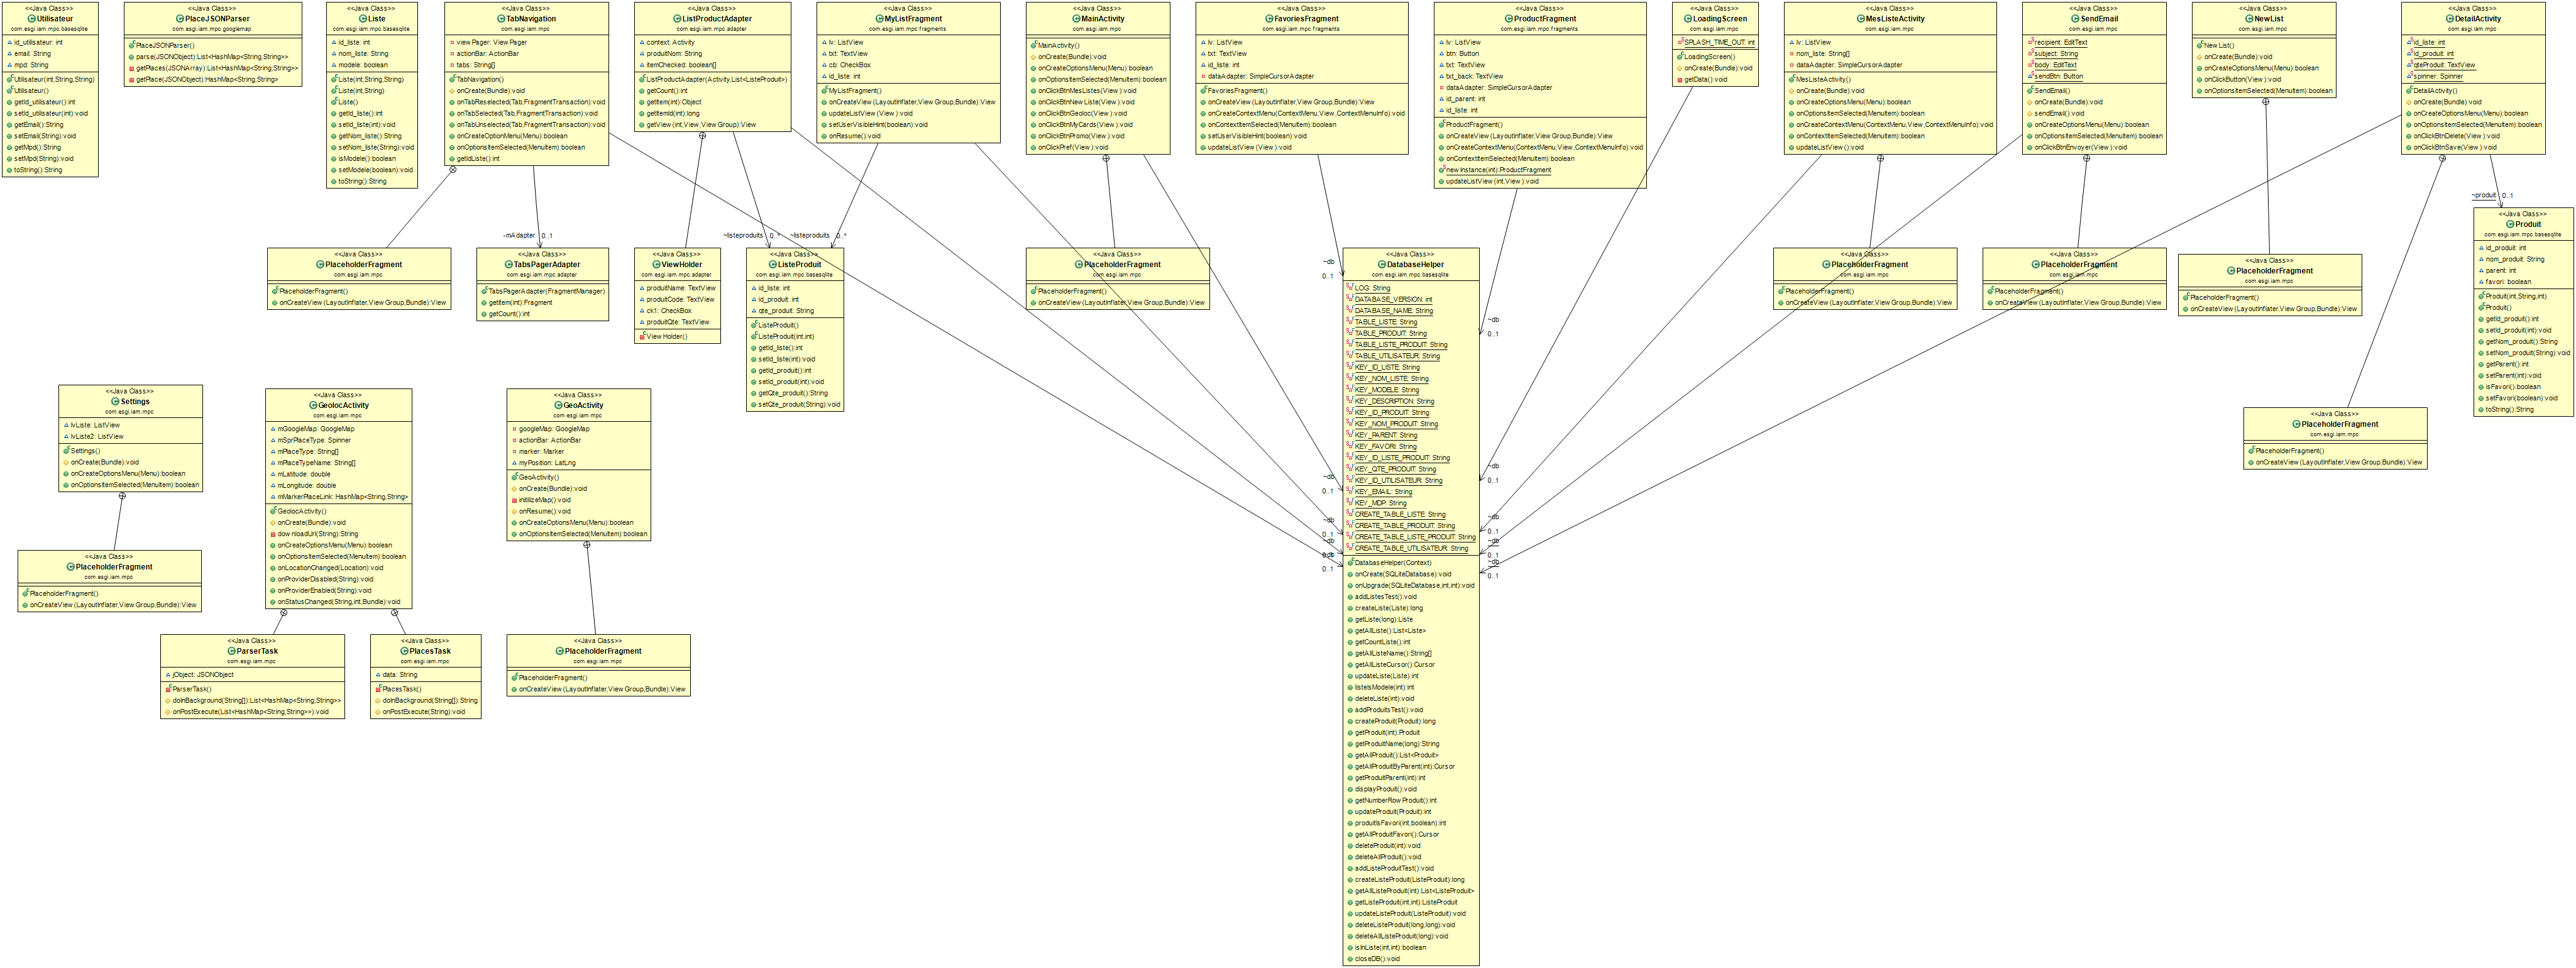 <<Java Class>>
Utilisateur
com.esgi.iam.mpc.basesqlite
id_utilisateur: int
email: String
mpd: String
Utilisateur(int,String,String)
Utilisateur()
getId_utilisateur():int
setId_utilisateur(int):void
getEmail():String
setEmail(String):void
getMpd():String
setMpd(String):void
toString():String
<<Java Class>>
PlaceJSONParser
com.esgi.iam.mpc.googlemap
PlaceJSONParser()
parse(JSONObject):List<HashMap<String,String>>
getPlaces(JSONArray):List<HashMap<String,String>>
getPlace(JSONObject):HashMap<String,String>
<<Java Class>>
Liste
com.esgi.iam.mpc.basesqlite
id_liste: int
nom_liste: String
modele: boolean
Liste(int,String,String)
Liste(int,String)
Liste()
getId_liste():int
setId_liste(int):void
getNom_liste():String
setNom_liste(String):void
isModele():boolean
setModele(boolean):void
toString():String
<<Java Class>>
TabNavigation
com.esgi.iam.mpc
viewPager: ViewPager
actionBar: ActionBar
tabs: String[]
TabNavigation()
onCreate(Bundle):void
onTabReselected(Tab,FragmentTransaction):void
onTabSelected(Tab,FragmentTransaction):void
onTabUnselected(Tab,FragmentTransaction):void
onCreateOptionMenu(Menu):boolean
onOptionsItemSelected(MenuItem):boolean
getIdListe():int
<<Java Class>>
ListProductAdapter
com.esgi.iam.mpc.adapter
context: Activity
produitNom: String
itemChecked: boolean[]
ListProductAdapter(Activity,List<ListeProduit>)
getCount():int
getItem(int):Object
getItemId(int):long
getView(int,View,ViewGroup):View
<<Java Class>>
MyListFragment
com.esgi.iam.mpc.fragments
lv: ListView
txt: TextView
cb: CheckBox
id_liste: int
MyListFragment()
onCreateView(LayoutInflater,ViewGroup,Bundle):View
updateListView(View):void
setUserVisibleHint(boolean):void
onResume():void
<<Java Class>>
MainActivity
com.esgi.iam.mpc
MainActivity()
onCreate(Bundle):void
onCreateOptionsMenu(Menu):boolean
onOptionsItemSelected(MenuItem):boolean
onClickBtnMesListes(View):void
onClickBtnNewListe(View):void
onClickBtnGeoloc(View):void
onClickBtnMyCards(View):void
onClickBtnPromo(View):void
onClickPref(View):void
<<Java Class>>
FavoriesFragment
com.esgi.iam.mpc.fragments
lv: ListView
txt: TextView
id_liste: int
dataAdapter: SimpleCursorAdapter
FavoriesFragment()
onCreateView(LayoutInflater,ViewGroup,Bundle):View
onCreateContextMenu(ContextMenu,View,ContextMenuInfo):void
onContextItemSelected(MenuItem):boolean
setUserVisibleHint(boolean):void
updateListView(View):void
<<Java Class>>
ProductFragment
com.esgi.iam.mpc.fragments
lv: ListView
btn: Button
txt: TextView
txt_back: TextView
dataAdapter: SimpleCursorAdapter
id_parent: int
id_liste: int
ProductFragment()
onCreateView(LayoutInflater,ViewGroup,Bundle):View
onCreateContextMenu(ContextMenu,View,ContextMenuInfo):void
onContextItemSelected(MenuItem):boolean
newInstance(int):ProductFragment
updateListView(int,View):void
<<Java Class>>
LoadingScreen
com.esgi.iam.mpc
SPLASH_TIME_OUT: int
LoadingScreen()
onCreate(Bundle):void
getData():void
<<Java Class>>
MesListeActivity
com.esgi.iam.mpc
lv: ListView
nom_liste: String[]
dataAdapter: SimpleCursorAdapter
MesListeActivity()
onCreate(Bundle):void
onCreateOptionsMenu(Menu):boolean
onOptionsItemSelected(MenuItem):boolean
onCreateContextMenu(ContextMenu,View,ContextMenuInfo):void
onContextItemSelected(MenuItem):boolean
updateListView():void
<<Java Class>>
SendEmail
com.esgi.iam.mpc
recipient: EditText
subject: String
body: EditText
sendBtn: Button
SendEmail()
onCreate(Bundle):void
sendEmail():void
onCreateOptionsMenu(Menu):boolean
onOptionsItemSelected(MenuItem):boolean
onClickBtnEnvoyer(View):void
<<Java Class>>
NewList
com.esgi.iam.mpc
NewList()
onCreate(Bundle):void
onCreateOptionsMenu(Menu):boolean
onClickButton(View):void
onOptionsItemSelected(MenuItem):boolean
<<Java Class>>
DetailActivity
com.esgi.iam.mpc
id_liste: int
id_produit: int
qteProduit: TextView
spinner: Spinner
DetailActivity()
onCreate(Bundle):void
onCreateOptionsMenu(Menu):boolean
onOptionsItemSelected(MenuItem):boolean
onClickBtnDelete(View):void
onClickBtnSave(View):void
~produit 0..1
-mAdapter 0..1
~listeproduits 0..*
~listeproduits 0..*
<<Java Class>>
Produit
com.esgi.iam.mpc.basesqlite
id_produit: int
nom_produit: String
parent: int
favori: boolean
Produit(int,String,int)
Produit()
getId_produit():int
setId_produit(int):void
getNom_produit():String
setNom_produit(String):void
getParent():int
setParent(int):void
isFavori():boolean
setFavori(boolean):void
toString():String
<<Java Class>>
PlaceholderFragment
com.esgi.iam.mpc
PlaceholderFragment()
onCreateView(LayoutInflater,ViewGroup,Bundle):View
<<Java Class>>
TabsPagerAdapter
com.esgi.iam.mpc.adapter
TabsPagerAdapter(FragmentManager)
getItem(int):Fragment
getCount():int
<<Java Class>>
ViewHolder
com.esgi.iam.mpc.adapter
produitName: TextView
produitCode: TextView
ck1: CheckBox
produitQte: TextView
ViewHolder()
<<Java Class>>
ListeProduit
com.esgi.iam.mpc.basesqlite
id_liste: int
id_produit: int
qte_produit: String
ListeProduit()
ListeProduit(int,int)
getId_liste():int
setId_liste(int):void
getId_produit():int
setId_produit(int):void
getQte_produit():String
setQte_produit(String):void
<<Java Class>>
PlaceholderFragment
com.esgi.iam.mpc
PlaceholderFragment()
onCreateView(LayoutInflater,ViewGroup,Bundle):View
~db
0..1
~db
0..1
~db
0..1
~db
0..1
~db
0..1
~db
0..1
~db
0..1
~db
0..1
~db
0..1
<<Java Class>>
DatabaseHelper
com.esgi.iam.mpc.basesqlite
LOG: String
DATABASE_VERSION: int
DATABASE_NAME: String
TABLE_LISTE: String
TABLE_PRODUIT: String
TABLE_LISTE_PRODUIT: String
TABLE_UTILISATEUR: String
KEY_ID_LISTE: String
KEY_NOM_LISTE: String
KEY_MODELE: String
KEY_DESCRIPTION: String
KEY_ID_PRODUIT: String
KEY_NOM_PRODUIT: String
KEY_PARENT: String
KEY_FAVORI: String
KEY_ID_LISTE_PRODUIT: String
KEY_QTE_PRODUIT: String
KEY_ID_UTILISATEUR: String
KEY_EMAIL: String
KEY_MDP: String
CREATE_TABLE_LISTE: String
CREATE_TABLE_PRODUIT: String
CREATE_TABLE_LISTE_PRODUIT: String
CREATE_TABLE_UTILISATEUR: String
DatabaseHelper(Context)
onCreate(SQLiteDatabase):void
onUpgrade(SQLiteDatabase,int,int):void
addListesTest():void
createListe(Liste):long
getListe(long):Liste
getAllListe():List<Liste>
getCountListe():int
getAllListeName():String[]
getAllListeCursor():Cursor
updateListe(Liste):int
listeIsModele(int):int
deleteListe(int):void
addProduitsTest():void
createProduit(Produit):long
getProduit(int):Produit
getProduitName(long):String
getAllProduit():List<Produit>
getAllProduitByParent(int):Cursor
getProduitParent(int):int
displayProduit():void
getNumberRowProduit():int
updateProduit(Produit):int
produitIsFavori(int,boolean):int
getAllProduitFavori():Cursor
deleteProduit(int):void
deleteAllProduit():void
addListeProduitTest():void
createListeProduit(ListeProduit):long
getAllListeProduit(int):List<ListeProduit>
getListeProduit(int,int):ListeProduit
updateListeProduit(ListeProduit):void
deleteListeProduit(long,long):void
deleteAllListeProduit(long):void
isInListe(int,int):boolean
closeDB():void
<<Java Class>>
PlaceholderFragment
com.esgi.iam.mpc
PlaceholderFragment()
onCreateView(LayoutInflater,ViewGroup,Bundle):View
<<Java Class>>
PlaceholderFragment
com.esgi.iam.mpc
PlaceholderFragment()
onCreateView(LayoutInflater,ViewGroup,Bundle):View
<<Java Class>>
PlaceholderFragment
com.esgi.iam.mpc
PlaceholderFragment()
onCreateView(LayoutInflater,ViewGroup,Bundle):View
<<Java Class>>
PlaceholderFragment
com.esgi.iam.mpc
PlaceholderFragment()
onCreateView(LayoutInflater,ViewGroup,Bundle):View
<<Java Class>>
Settings
com.esgi.iam.mpc
lvListe: ListView
lvListe2: ListView
Settings()
onCreate(Bundle):void
onCreateOptionsMenu(Menu):boolean
onOptionsItemSelected(MenuItem):boolean
<<Java Class>>
GeolocActivity
com.esgi.iam.mpc
mGoogleMap: GoogleMap
mSprPlaceType: Spinner
mPlaceType: String[]
mPlaceTypeName: String[]
mLatitude: double
mLongitude: double
mMarkerPlaceLink: HashMap<String,String>
GeolocActivity()
onCreate(Bundle):void
downloadUrl(String):String
onCreateOptionsMenu(Menu):boolean
onOptionsItemSelected(MenuItem):boolean
onLocationChanged(Location):void
onProviderDisabled(String):void
onProviderEnabled(String):void
onStatusChanged(String,int,Bundle):void
<<Java Class>>
GeoActivity
com.esgi.iam.mpc
googleMap: GoogleMap
actionBar: ActionBar
marker: Marker
myPosition: LatLng
GeoActivity()
onCreate(Bundle):void
initilizeMap():void
onResume():void
onCreateOptionsMenu(Menu):boolean
onOptionsItemSelected(MenuItem):boolean
<<Java Class>>
PlaceholderFragment
com.esgi.iam.mpc
PlaceholderFragment()
onCreateView(LayoutInflater,ViewGroup,Bundle):View
<<Java Class>>
ParserTask
com.esgi.iam.mpc
jObject: JSONObject
ParserTask()
doInBackground(String[]):List<HashMap<String,String>>
onPostExecute(List<HashMap<String,String>>):void
<<Java Class>>
PlacesTask
com.esgi.iam.mpc
data: String
PlacesTask()
doInBackground(String[]):String
onPostExecute(String):void
<<Java Class>>
PlaceholderFragment
com.esgi.iam.mpc
PlaceholderFragment()
onCreateView(LayoutInflater,ViewGroup,Bundle):View